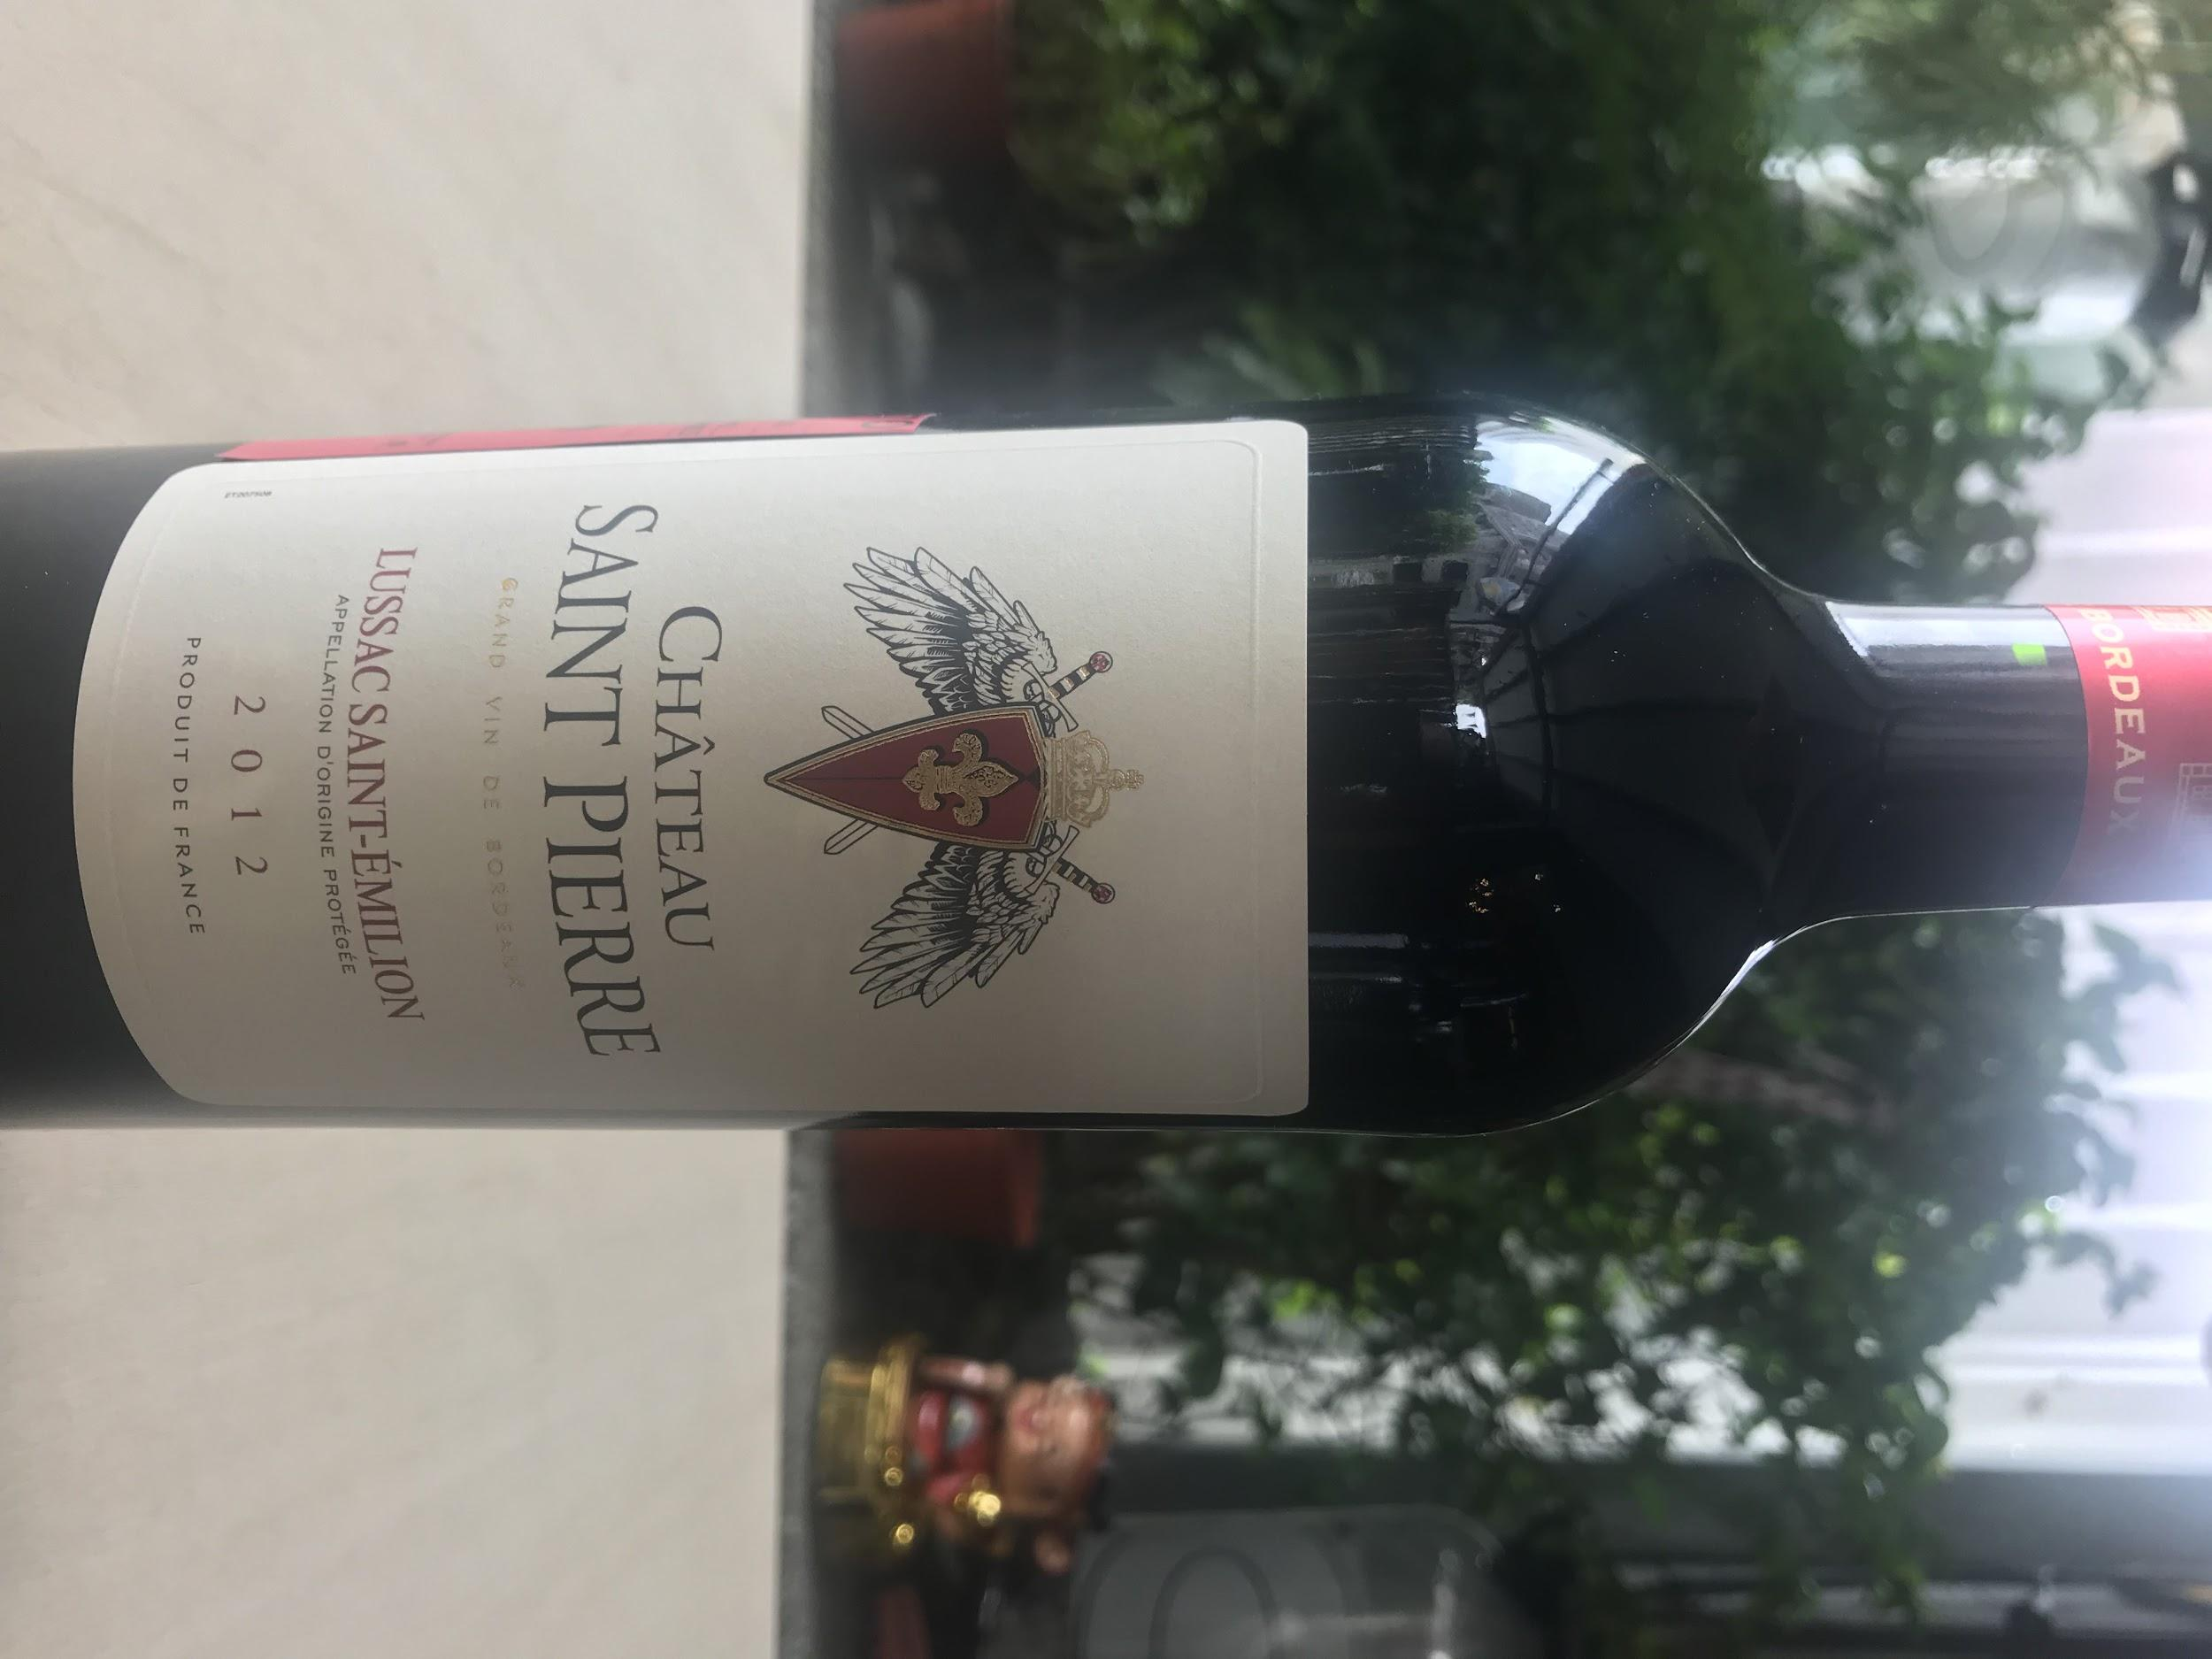 BORDEAUX
CHÂTEAU
SAINT PIERRE
GRAND VIN DE BORDEAUX
LUSSAC SAINT-ÉMILION
APPELLATION D'ORIGINE PROTÉGÉE
2012
PRODUIT DE FRANCE